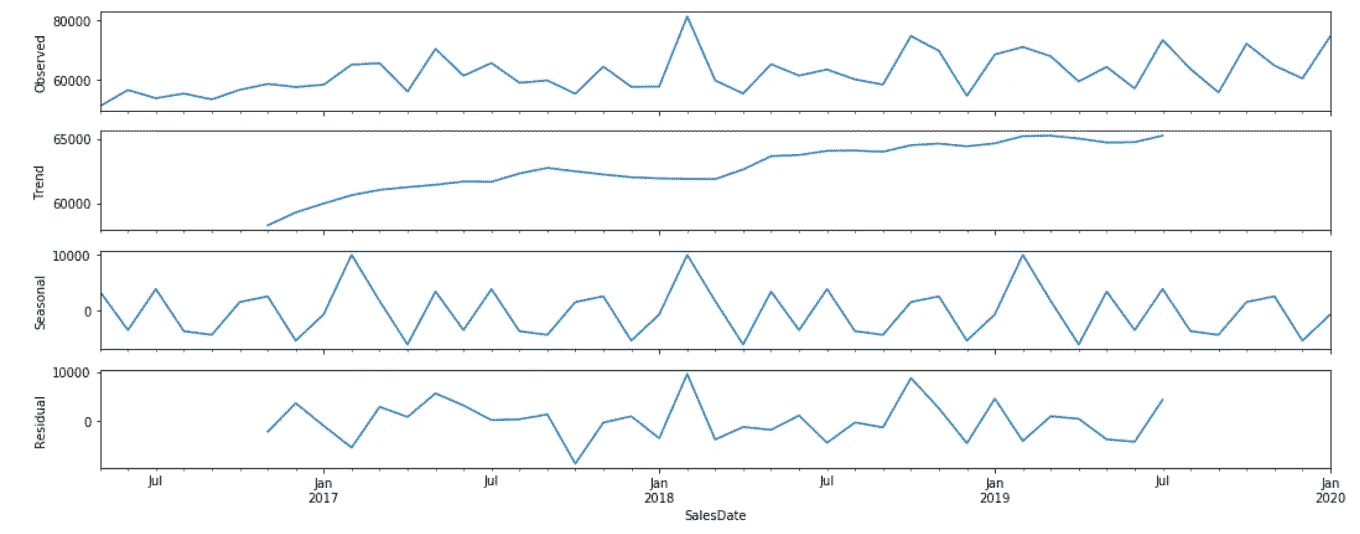 80000
60000
Observed
65000
60000
Trend
10000
0
Seasonal
10000
0
Residual
Jul Jan Jul Jan Jul Jan Jul Jan
2017 2018 2019 2020
SalesDate